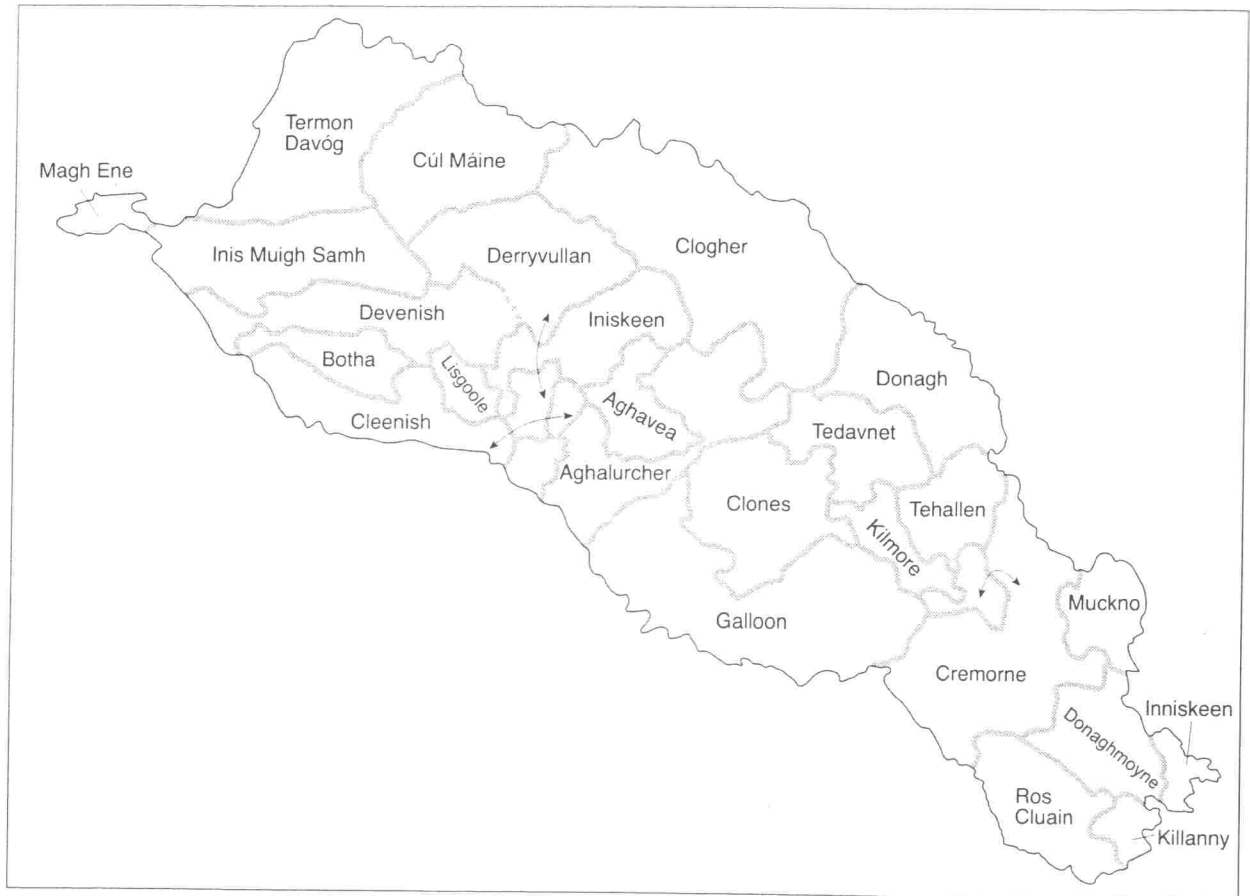 Termon
Davóg
Cúl Máine
Magh Ene
Clogher
Inis Muigh Samh
Derryvullan
Devenish
Iniskeen
Botha
Lisgoole
Donagh
Aghavea
Cleenish
Tedavnet
Aghalurcher
Clones
Tehallen
Kilmore
Muckno
Galloon
Cremorne
Inniskeen
Donaghmoyne
Ros
Cluain
Killanny